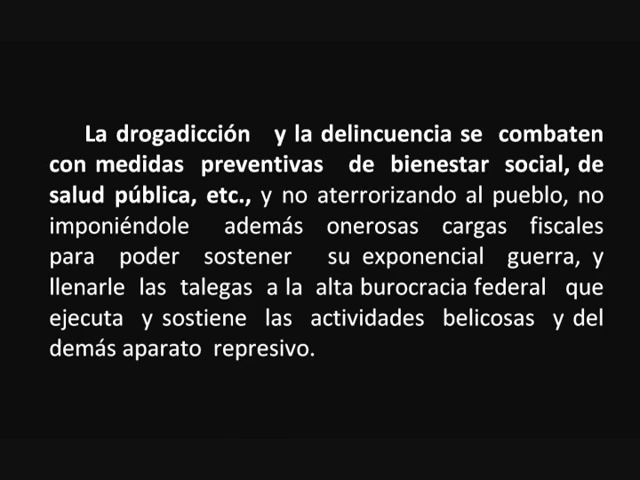 La drogadicción y la delincuencia se combaten
con medidas preventivas de bienestar social, de
salud pública, etc., y no aterrorizando al pueblo, no
imponiéndole además onerosas cargas fiscales
para poder sostener su exponencial guerra, y
llenarle las talegas a la alta burocracia federal que
ejecuta y sostiene las actividades belicosas y del
demás aparato represivo.